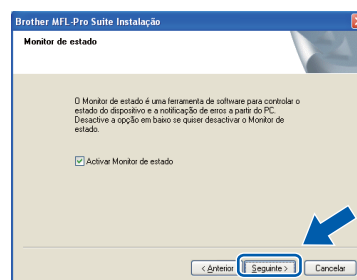 Brother MFL-Pro Suite Instalação
Monitor de estado
O Monitor de estado é uma ferramenta de software para controlar o
estado do dispositivo e a notificação de erros a partir do PC.
Desactive a opção em baixo se quiser desactivar o Monitor de
estado.
Activar Monitor de estado
< Anterior Seguinte > Cancelar